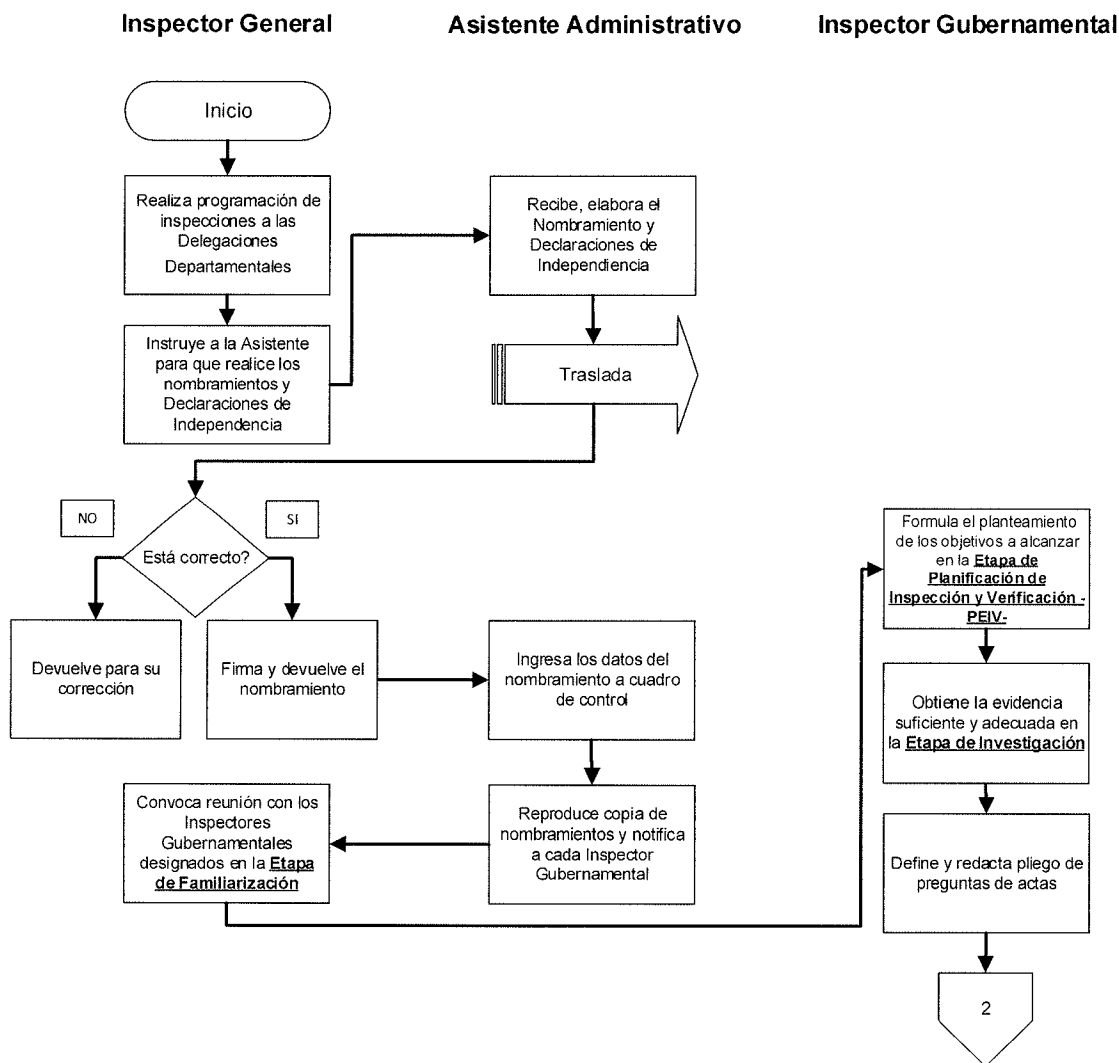 Inspector General
Asistente Administrativo
Inspector Gubernamental
Inicio
Realiza programación de
inspecciones a las
Delegaciones
Departamentales
Instruye a la Asistente
para que realice los
nombramientos y
Declaraciones de
Independencia
Recibe, elabora el
Nombramiento y
Declaraciones de
Independiencia
Traslada
NO
SI
Está correcto?
Devuelve para su
corrección
Firma y devuelve el
nombramiento
Ingresa los datos del
nombramiento a cuadro
de control
Reproduce copia de
nombramientos y notifica
a cada Inspector
Gubernamental
Convoca reunión con los
Inspectores
Gubernamentales
designados en la Etapa
de Familiarización
Formula el planteamiento
de los objetivos a alcanzar
en la Etapa de
Planificación de
Inspección y Verificación -
PEIV-
Obtiene la evidencia
suficiente y adecuada en
la Etapa de Investigación
Define y redacta pliego de
preguntas de actas
2